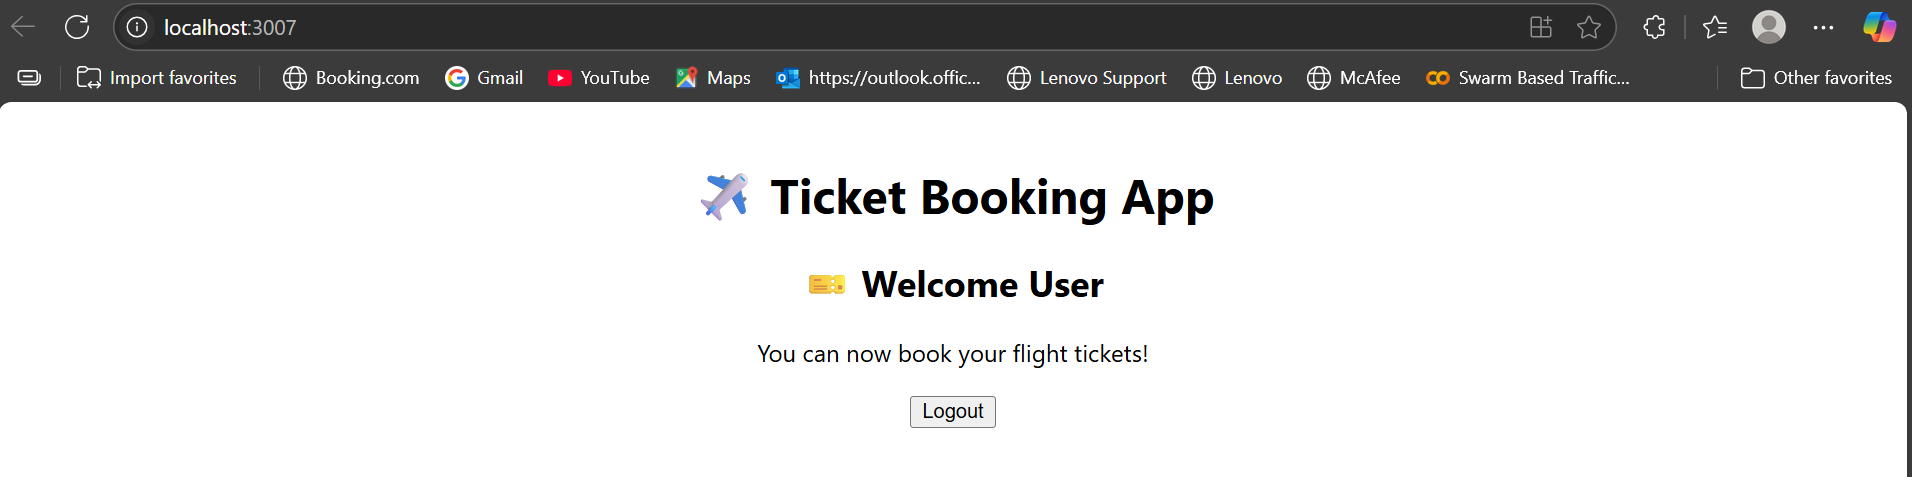 localhost:3007
Import favorites Booking.com Gmail YouTube Maps https://outlook.offic... Lenovo Support Lenovo McAfee Swarm Based Traffic... Other favorites
Ticket Booking App
Welcome User
You can now book your flight tickets!
Logout